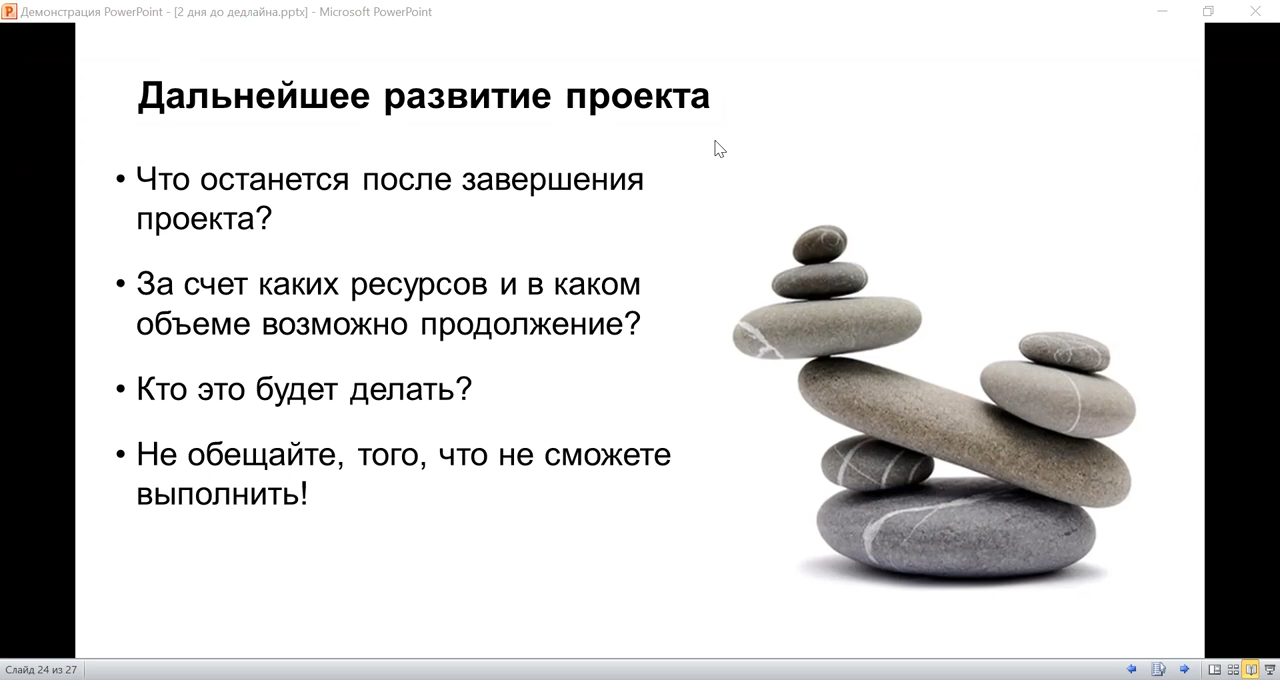 Демонстрация PowerPoint - [2 дня до дедлайна.pptx] - Microsoft PowerPoint
Дальнейшее развитие проекта
• Что останется после завершения
проекта?
• За счет каких ресурсов и в каком
объеме возможно продолжение?
• Кто это будет делать?
• Не обещайте, того, что не сможете
выполнить!
Слайд 24 из 27